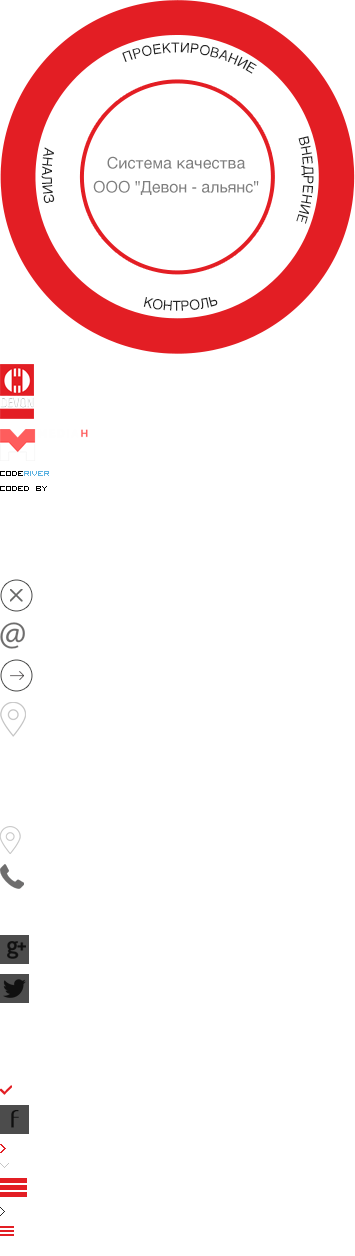 ПРОЕКТИРОВАНИЕ
ВНЕДРЕНИЕ
КОНТРОЛЬ
АНАЛИЗ
Система качества
ООО "Девон - альянс"
DEVON
Н
CODERIVER
CODED BY
@
g+
f